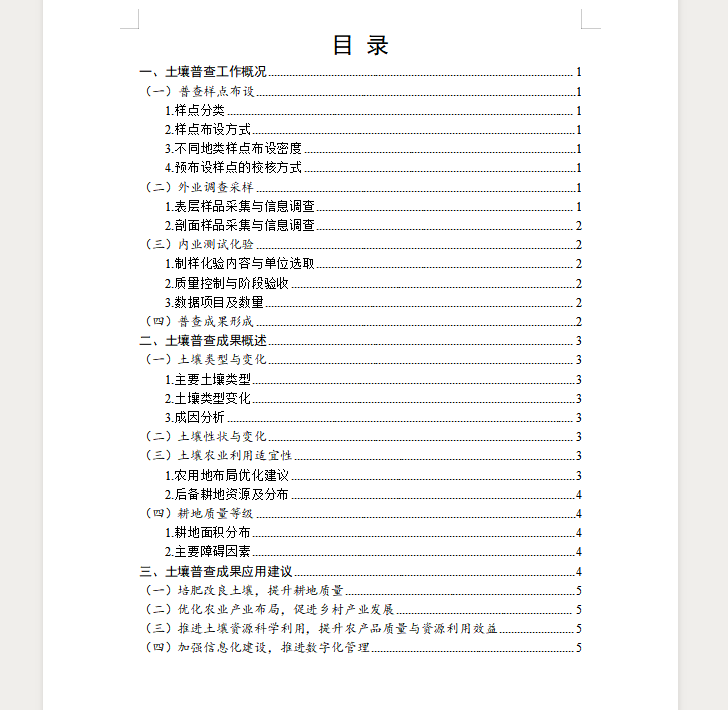 目 录
一、土壤普查工作概况 1
（一）普查样点布设 1
1.样点分类 1
2.样点布设方式 1
3.不同地类样点布设密度 1
4.预布设样点的校核方式 1
（二）外业调查采样 1
1.表层样品采集与信息调查 1
2.剖面样品采集与信息调查 2
（三）内业测试化验 2
1.制样化验内容与单位选取 2
2.质量控制与阶段验收 2
3.数据项目及数量 2
（四）普查成果形成 2
二、土壤普查成果概述 3
（一）土壤类型与变化 3
1.主要土壤类型 3
2.土壤类型变化 3
3.成因分析 3
（二）土壤性状与变化 3
（三）土壤农业利用适宜性 3
1.农用地布局优化建议 3
2.后备耕地资源及分布 4
（四）耕地质量等级 4
1.耕地面积分布 4
2.主要障碍因素 4
三、土壤普查成果应用建议 4
（一）培肥改良土壤，提升耕地质量 5
（二）优化农业产业布局，促进乡村产业发展 5
（三）推进土壤资源科学利用，提升农产品质量与资源利用效益 5
（四）加强信息化建设，推进数字化管理 5